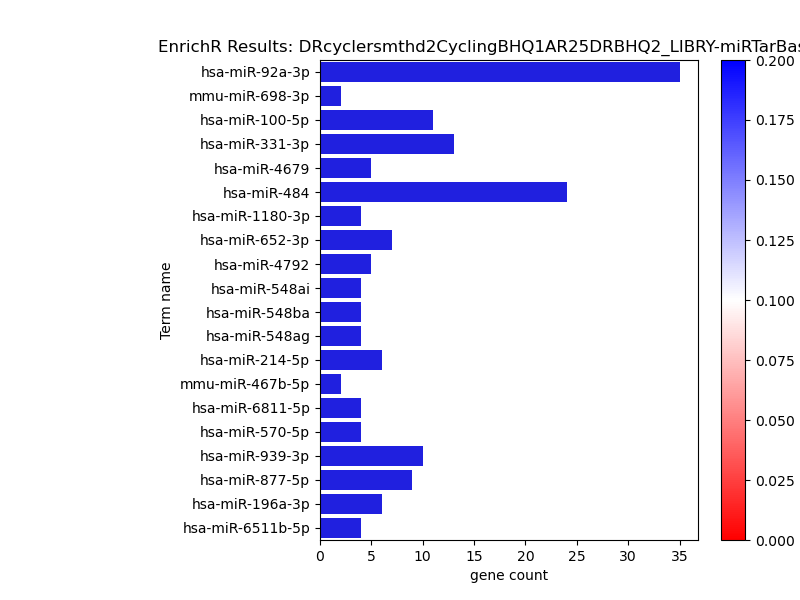 EnrichR Results: DRcyclersmthd2CyclingBHQ1AR25DRBHQ2_LIBRY-miRTarBas
hsa-miR-92a-3p
mmu-miR-698-3p
hsa-miR-100-5p
hsa-miR-331-3p
hsa-miR-4679
hsa-miR-484
hsa-miR-1180-3p
hsa-miR-652-3p
hsa-miR-4792
hsa-miR-548ai
hsa-miR-548ba
hsa-miR-548ag
hsa-miR-214-5p
mmu-miR-467b-5p
hsa-miR-6811-5p
hsa-miR-570-5p
hsa-miR-939-3p
hsa-miR-877-5p
hsa-miR-196a-3p
hsa-miR-6511b-5p
Term name
0 5 10 15 20 25 30 35
gene count
0.200
0.175
0.150
0.125
0.100
0.075
0.050
0.025
0.000